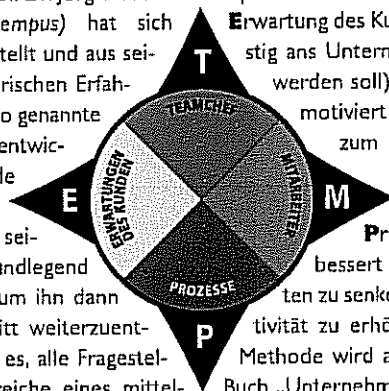 empus) hat sich
tellt und aus sei-
rischen Erfah-
o genannte
entwic-
de
sei-
ndlegend
um ihn dann
itt weiterzuent-
es, alle Fragestel-
reiche eines mittel-
T
TEAMCHEF
E
ERWARTUNGEN
DES KUNDEN
MITARBEITER
M
PROZESSE
P
Erwartung des Ku
stig ans Untern
werden soll)
motiviert
zum
Pr
bessert
ten zu senke
tivität zu erhö
Methode wird a
Buch „Unternehm